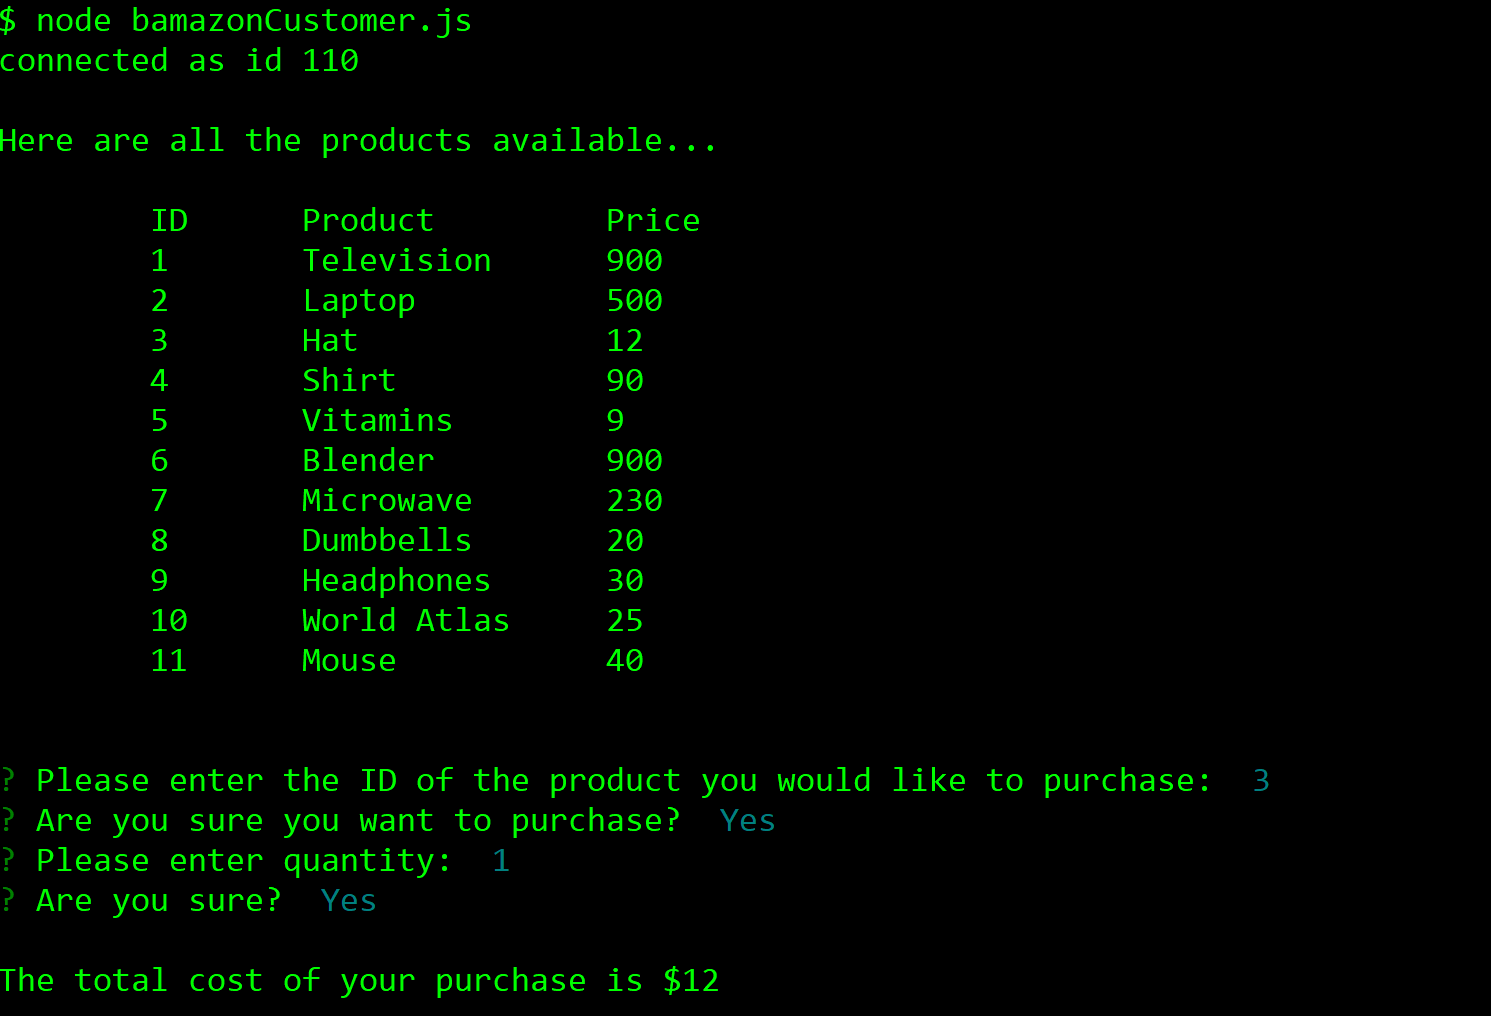 $ node bamazonCustomer.js
connected as id 110
Here are all the products available...
ID Product Price
1 Television 900
2 Laptop 500
3 Hat 12
4 Shirt 90
5 Vitamins 9
6 Blender 900
7 Microwave 230
8 Dumbbells 20
9 Headphones 30
10 World Atlas 25
11 Mouse 40
? Please enter the ID of the product you would like to purchase: 3
? Are you sure you want to purchase? Yes
? Please enter quantity: 1
? Are you sure? Yes
The total cost of your purchase is $12